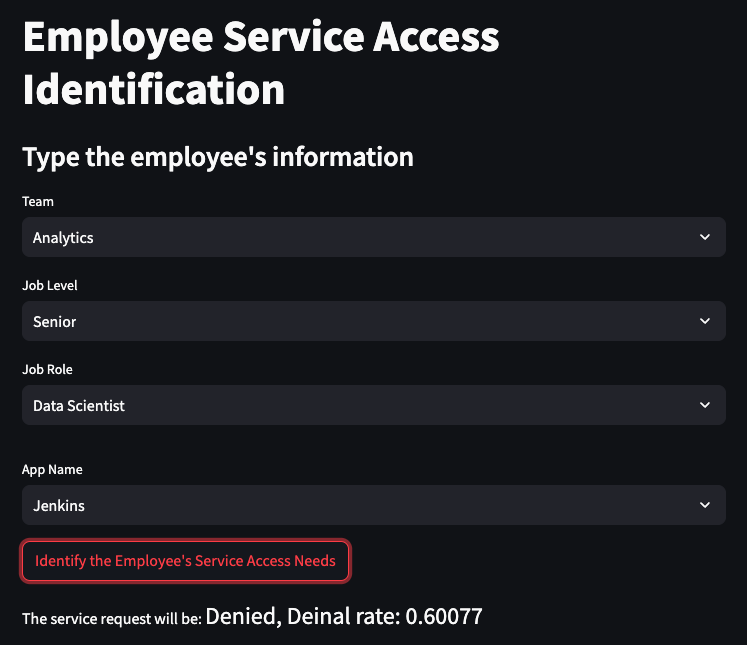 Employee Service Access
Identification
Type the employee's information
Team
Analytics
Job Level
Senior
Job Role
Data Scientist
App Name
Jenkins
Identify the Employee's Service Access Needs
The service request will be: Denied, Deinal rate: 0.60077